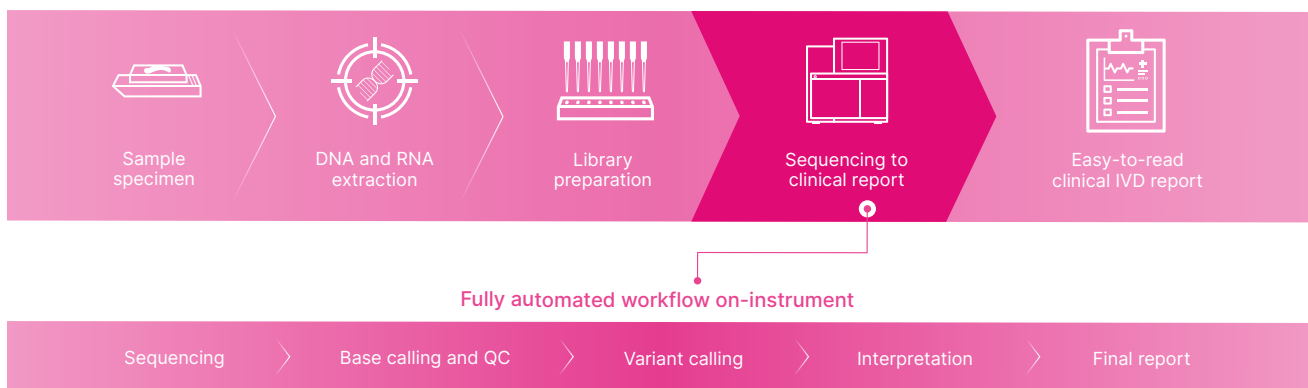 Sample
specimen
DNA and RNA
extraction
Library
preparation
Sequencing to
clinical report
Easy-to-read
clinical IVD report
Fully automated workflow on-instrument
Sequencing
Base calling and QC
Variant calling
Interpretation
Final report